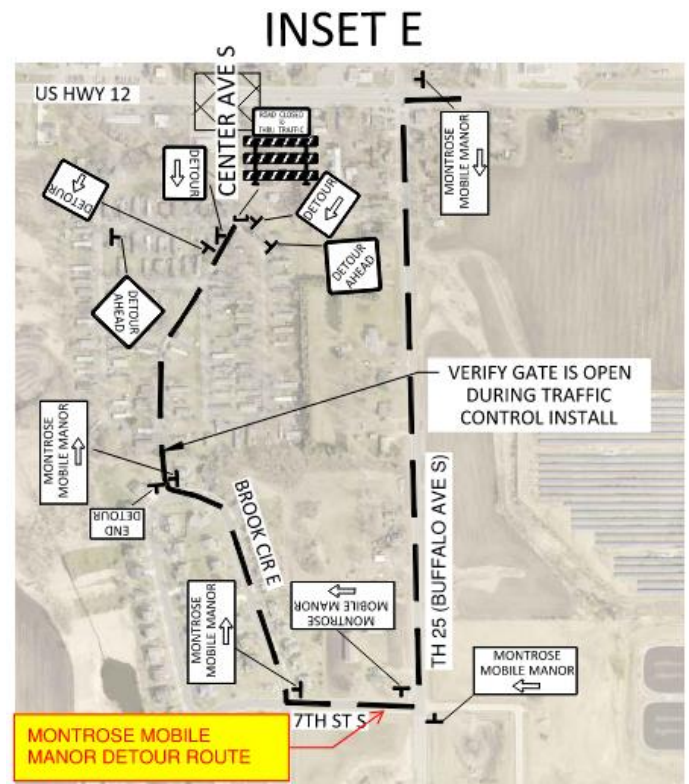 INSET E
US HWY 12
CENTER AVE S
ROAD CLOSED
TO
THRU TRAFFIC
DETOUR
DETOUR
DETOUR
DETOUR
AHEAD
DETOUR
AHEAD
MONTROSE
MOBILE MANOR
VERIFY GATE IS OPEN
DURING TRAFFIC
CONTROL INSTALL
MONTROSE
MOBILE MANOR
END
DETOUR
BROOK CIR E
TH 25 (BUFFALO AVE S)
MONTROSE
MOBILE MANOR
MONTROSE
MOBILE MANOR
MONTROSE
MOBILE MANOR
7TH ST S
MONTROSE MOBILE
MANOR DETOUR ROUTE